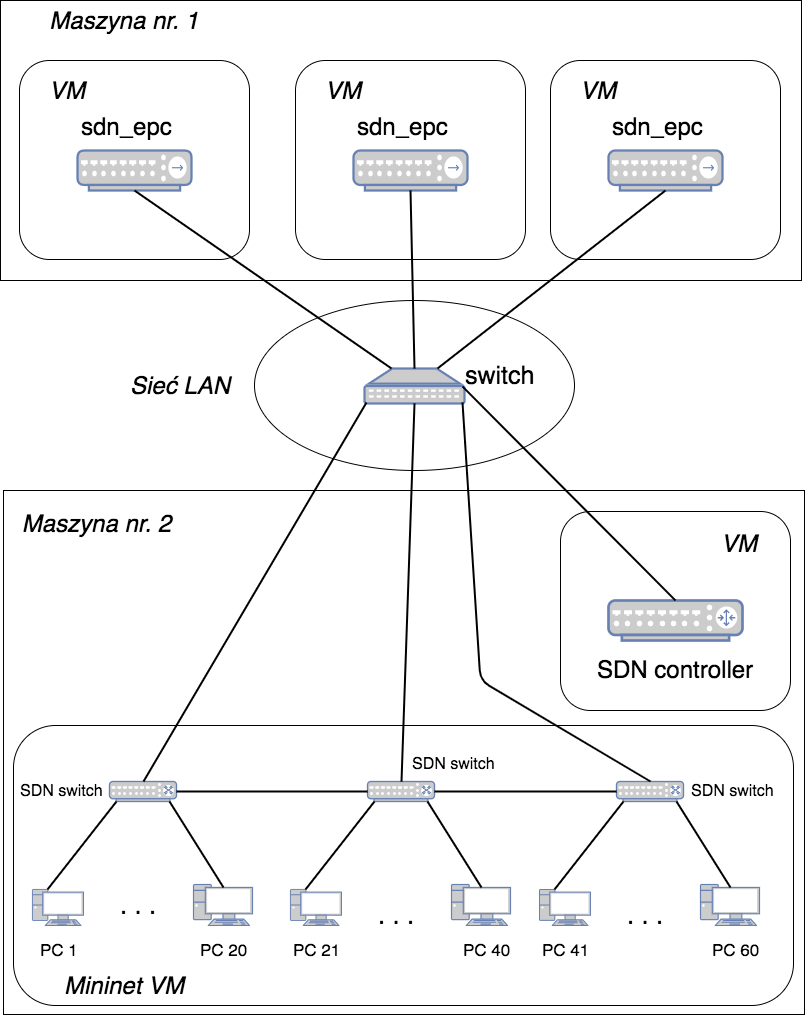 Maszyna nr. 1
VM
VM
VM
sdn_epc
sdn_epc
sdn_epc
Sieć LAN
switch
Maszyna nr. 2
VM
SDN controller
SDN switch
SDN switch
SDN switch
. . .
. . .
. . .
PC 1
PC 20
PC 21
PC 40
PC 41
PC 60
Mininet VM